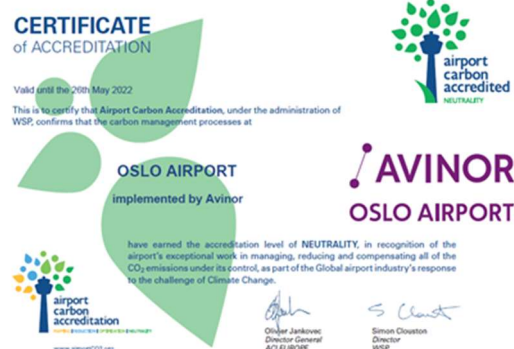 CERTIFICATE
of ACCREDITATION
airport
carbon
accredited
NEUTRALITY
Valid until the 26th May 2022
This is to certify that Airport Carbon Accreditation, under the administration of
WSP, confirms that the carbon management processes at
OSLO AIRPORT
implemented by Avinor
AVINOR
OSLO AIRPORT
have earned the accreditation level of NEUTRALITY, in recognition of the
airport's exceptional work in managing, reducing and compensating all of the
CO₂ emissions under its control, as part of the Global airport industry's response
to the challenge of Climate Change.
airport
carbon
accreditation
Olivier Jankovec
Director General
ACI EUROPE
Simon Clouston
Director
WSP